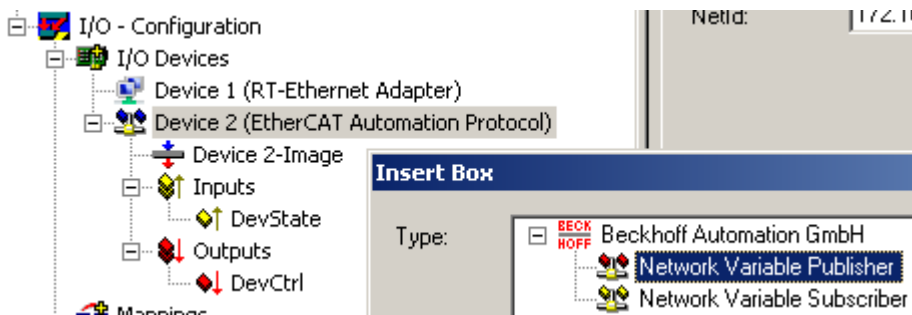 I/O - Configuration
I/O Devices
Device 1 (RT-Ethernet Adapter)
Device 2 (EtherCAT Automation Protocol)
Device 2-Image
Inputs
DevState
Outputs
DevCtrl
Mappings
NetId:
Insert Box
Type:
BECK
HOFF
Beckhoff Automation GmbH
Network Variable Publisher
Network Variable Subscriber